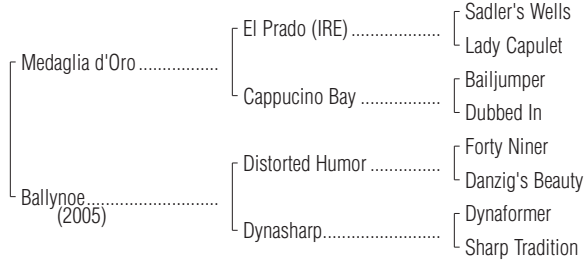 Sadler's Wells
El Prado (IRE) ....................
Lady Capulet
Medaglia d'Oro ..................
Bailjumper
Cappucino Bay ..................
Dubbed In
Forty Niner
Distorted Humor ................
Danzig's Beauty
Ballynoe..............................
(2005)
Dynaformer
Dynasharp..........................
Sharp Tradition